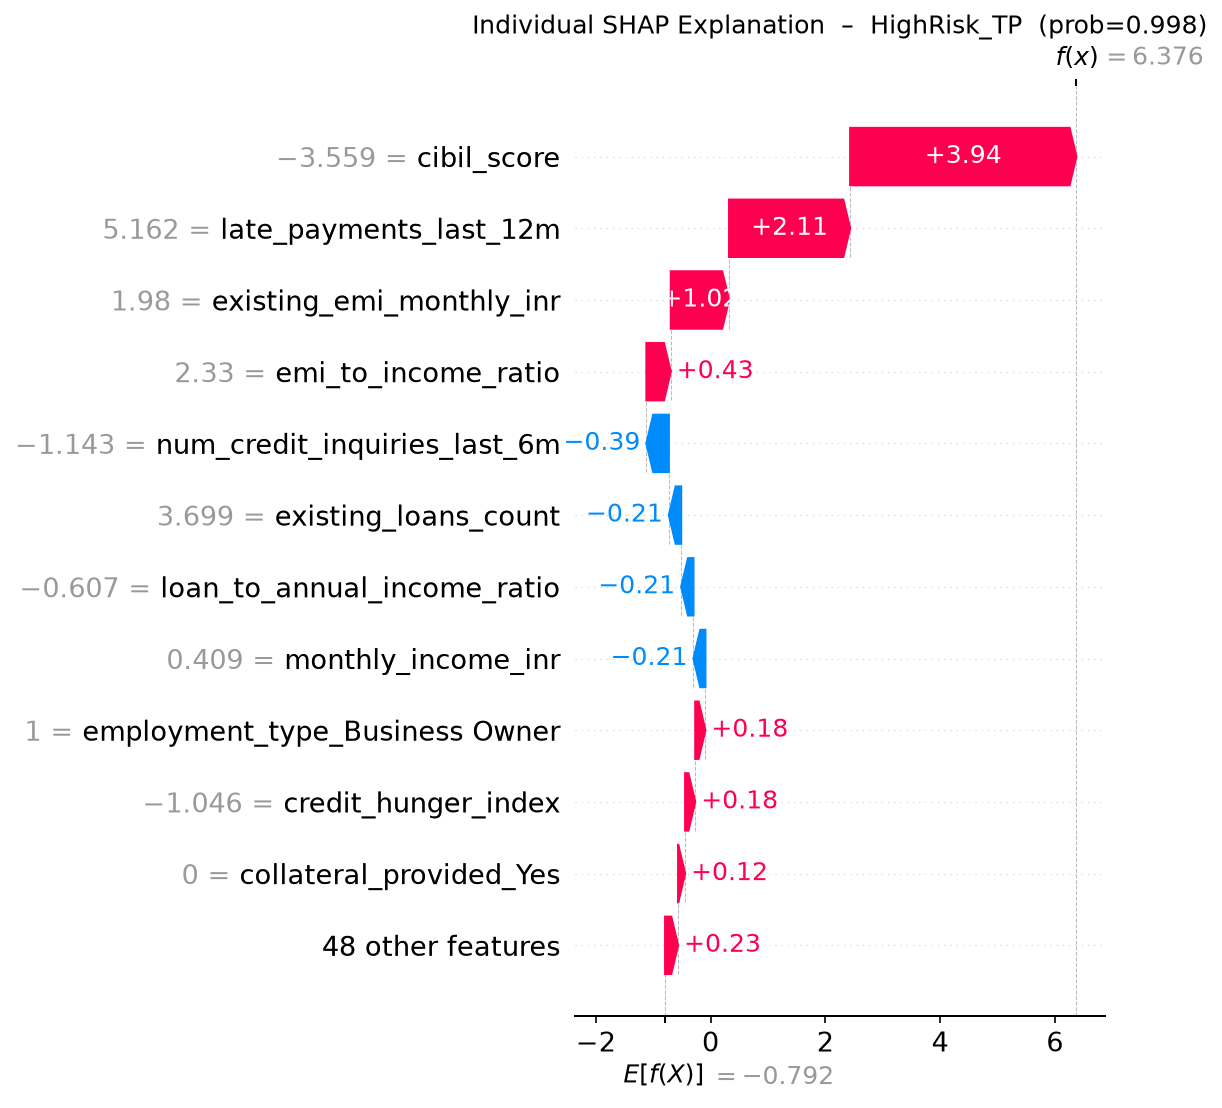 Individual SHAP Explanation – HighRisk_TP (prob=0.998)
f(x) = 6.376
−3.559 = cibil_score +3.94
5.162 = late_payments_last_12m +2.11
1.98 = existing_emi_monthly_inr +1.02
2.33 = emi_to_income_ratio +0.43
−1.143 = num_credit_inquiries_last_6m −0.39
3.699 = existing_loans_count −0.21
−0.607 = loan_to_annual_income_ratio −0.21
0.409 = monthly_income_inr −0.21
1 = employment_type_Business Owner +0.18
−1.046 = credit_hunger_index +0.18
0 = collateral_provided_Yes +0.12
48 other features +0.23
−2 0 2 4 6
E[f(X)] = −0.792